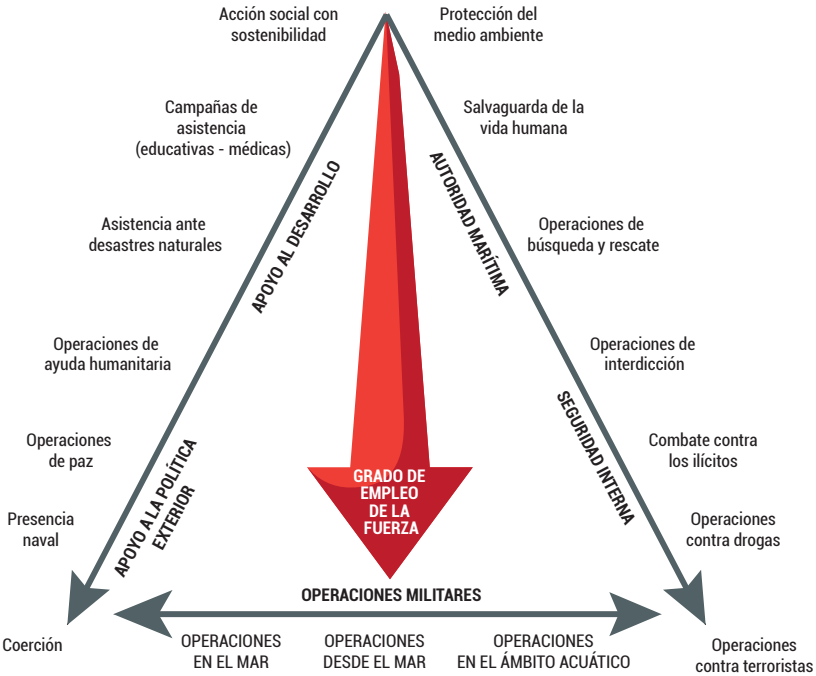 Acción social con
sostenibilidad
Protección del
medio ambiente
Campañas de
asistencia
(educativas - médicas)
Salvaguarda de la
vida humana
APOYO AL DESARROLLO
AUTORIDAD MARÍTIMA
Asistencia ante
desastres naturales
Operaciones de
búsqueda y rescate
Operaciones de
ayuda humanitaria
Operaciones de
interdicción
Operaciones
de paz
APOYO A LA POLÍTICA
EXTERIOR
GRADO DE
EMPLEO
DE LA
FUERZA
SEGURIDAD INTERNA
Combate contra
los ilícitos
Presencia
naval
Operaciones
contra drogas
OPERACIONES MILITARES
Coerción
OPERACIONES
EN EL MAR
OPERACIONES
DESDE EL MAR
OPERACIONES
EN EL ÁMBITO ACUÁTICO
Operaciones
contra terroristas